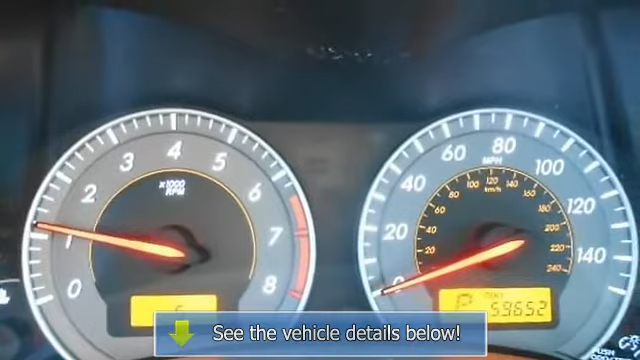 0 1 2 3 4 5 6 7 8
x1000
RPM
0 20 40 60 80 100 120 140
MPH
20 40 60 80 100 120 140 160 180 200 220 240
km/h
P
59652
PUSH
See the vehicle details below!